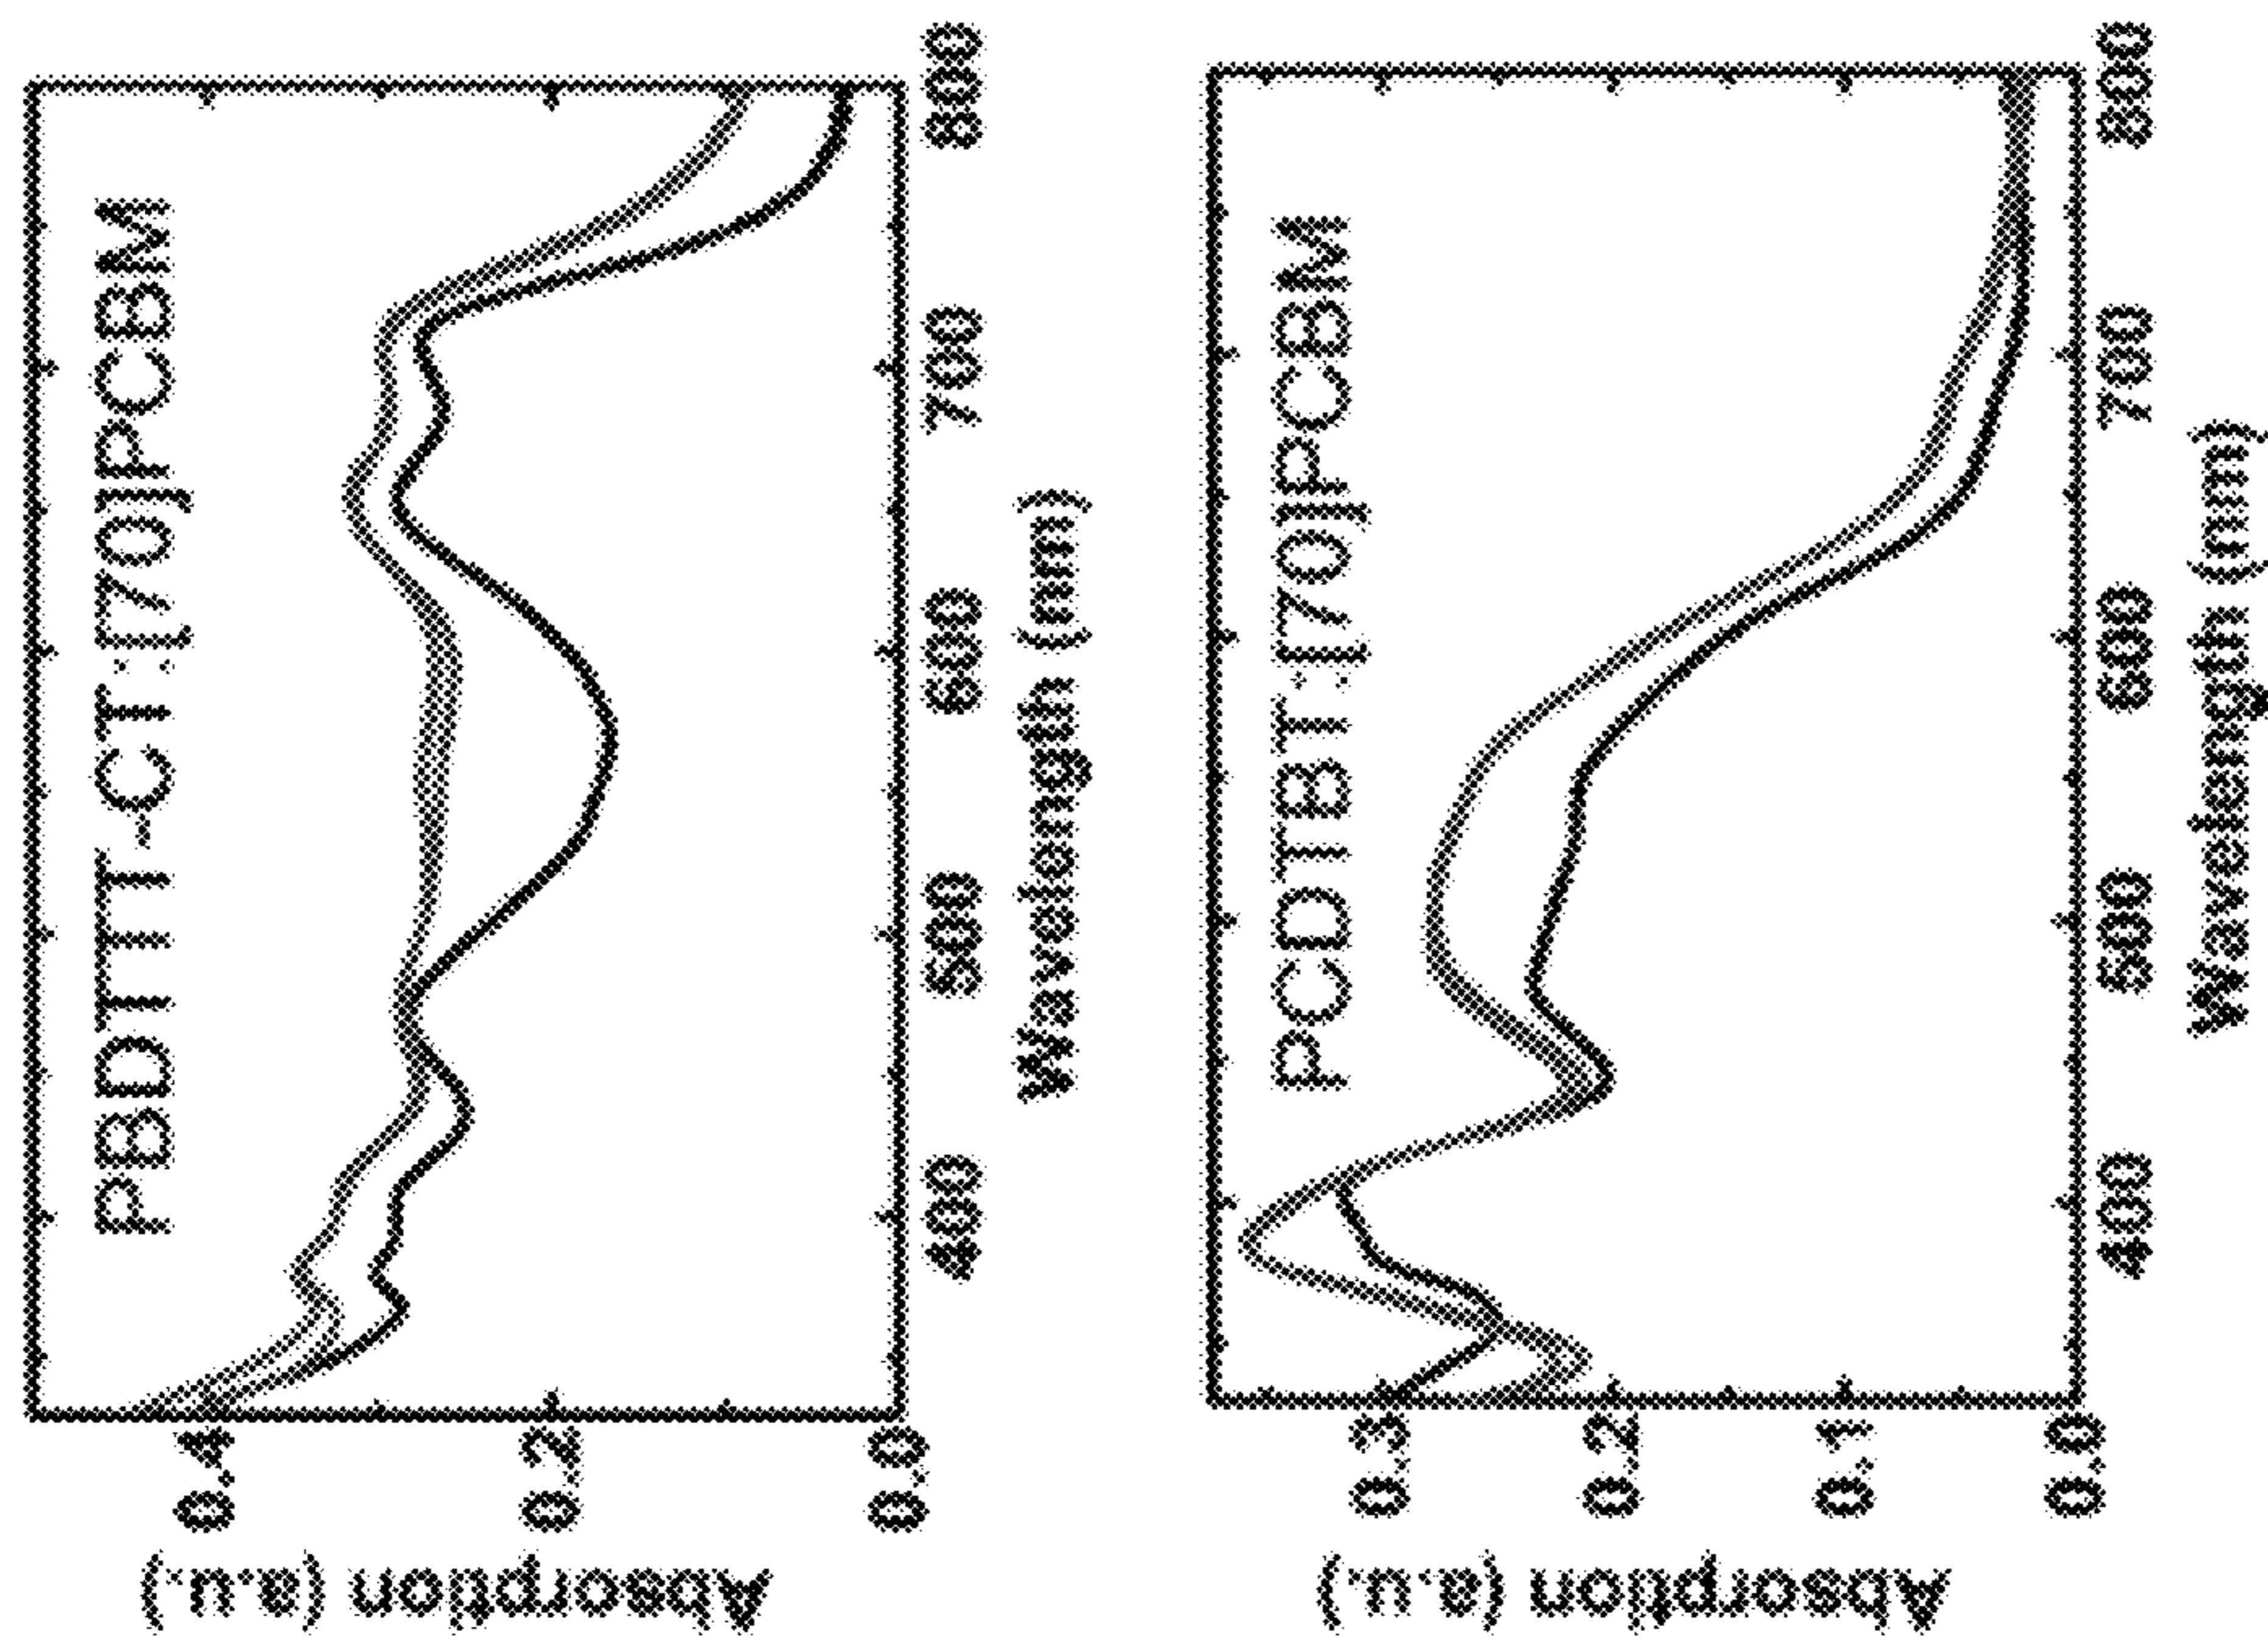 PBDTTT-CT:[70]PCBM
Absorption (a.u.)
0.4
0.2
0.0
400
500
600
700
800
Wavelength (nm)
PCDTBT:[70]PCBM
Absorption (a.u.)
0.3
0.2
0.1
0.0
400
500
600
700
800
Wavelength (nm)